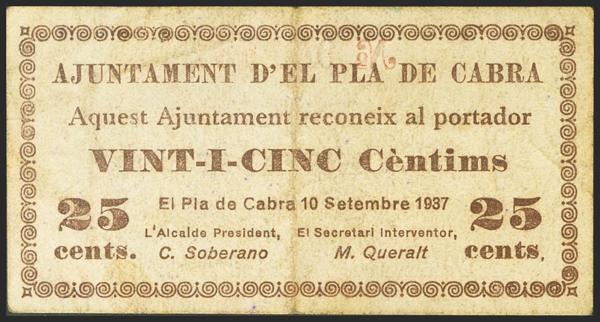 AJUNTAMENT D'EL PLA DE CABRA
Aquest Ajuntament reconeix al portador
VINT-I-CINC Cèntims
25 cents.
El Pla de Cabra 10 Setembre 1937
L'Alcalde President,
C. Soberano
El Secretari Interventor,
M. Queralt
25 cents.